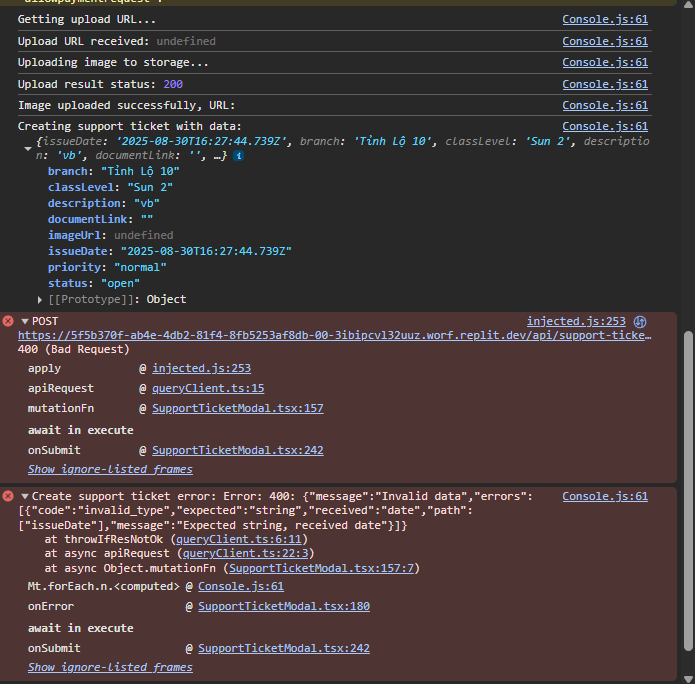 Getting upload URL... Console.js:61
Upload URL received: undefined Console.js:61
Uploading image to storage... Console.js:61
Upload result status: 200 Console.js:61
Image uploaded successfully, URL: Console.js:61
Creating support ticket with data: Console.js:61
{issueDate: '2025-08-30T16:27:44.739Z', branch: 'Tỉnh Lộ 10', classLevel: 'Sun 2', descriptio
n: 'vb', documentLink: '', …}
branch: "Tỉnh Lộ 10"
classLevel: "Sun 2"
description: "vb"
documentLink: ""
imageUrl: undefined
issueDate: "2025-08-30T16:27:44.739Z"
priority: "normal"
status: "open"
[[Prototype]]: Object
POST injected.js:253
https://5f5b370f-ab4e-4db2-81f4-8fb5253af8db-00-3ibipcvl32uuz.worf.replit.dev/api/support-ticke…
400 (Bad Request)
apply @ injected.js:253
apiRequest @ queryClient.ts:15
mutationFn @ SupportTicketModal.tsx:157
await in execute
onSubmit @ SupportTicketModal.tsx:242
Show ignore-listed frames
Create support ticket error: Error: 400: {"message":"Invalid data","errors": Console.js:61
[{"code":"invalid_type","expected":"string","received":"date","path":
["issueDate"],"message":"Expected string, received date"}]}
at throwIfResNotOk (queryClient.ts:6:11)
at async apiRequest (queryClient.ts:22:3)
at async Object.mutationFn (SupportTicketModal.tsx:157:7)
Mt.forEach.n.<computed> @ Console.js:61
onError @ SupportTicketModal.tsx:180
await in execute
onSubmit @ SupportTicketModal.tsx:242
Show ignore-listed frames